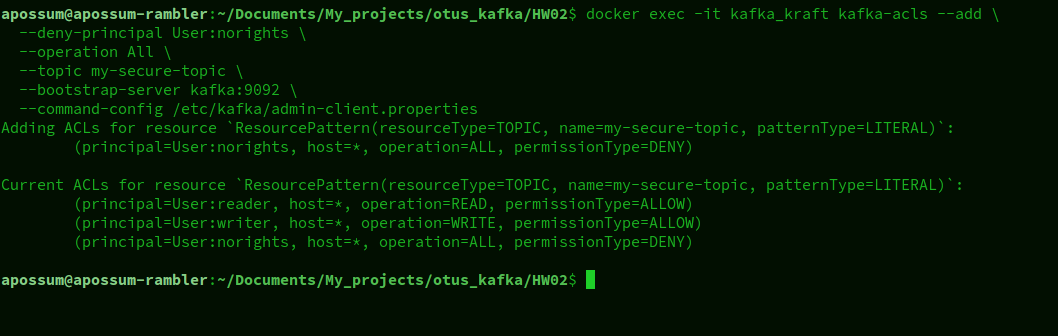 apossum@apossum-rambler:~/Documents/My_projects/otus_kafka/HW02$ docker exec -it kafka_kraft kafka-acls --add \
  --deny-principal User:norights \
  --operation All \
  --topic my-secure-topic \
  --bootstrap-server kafka:9092 \
  --command-config /etc/kafka/admin-client.properties
Adding ACLs for resource `ResourcePattern(resourceType=TOPIC, name=my-secure-topic, patternType=LITERAL)`:
        (principal=User:norights, host=*, operation=ALL, permissionType=DENY)

Current ACLs for resource `ResourcePattern(resourceType=TOPIC, name=my-secure-topic, patternType=LITERAL)`:
        (principal=User:reader, host=*, operation=READ, permissionType=ALLOW)
        (principal=User:writer, host=*, operation=WRITE, permissionType=ALLOW)
        (principal=User:norights, host=*, operation=ALL, permissionType=DENY)

apossum@apossum-rambler:~/Documents/My_projects/otus_kafka/HW02$